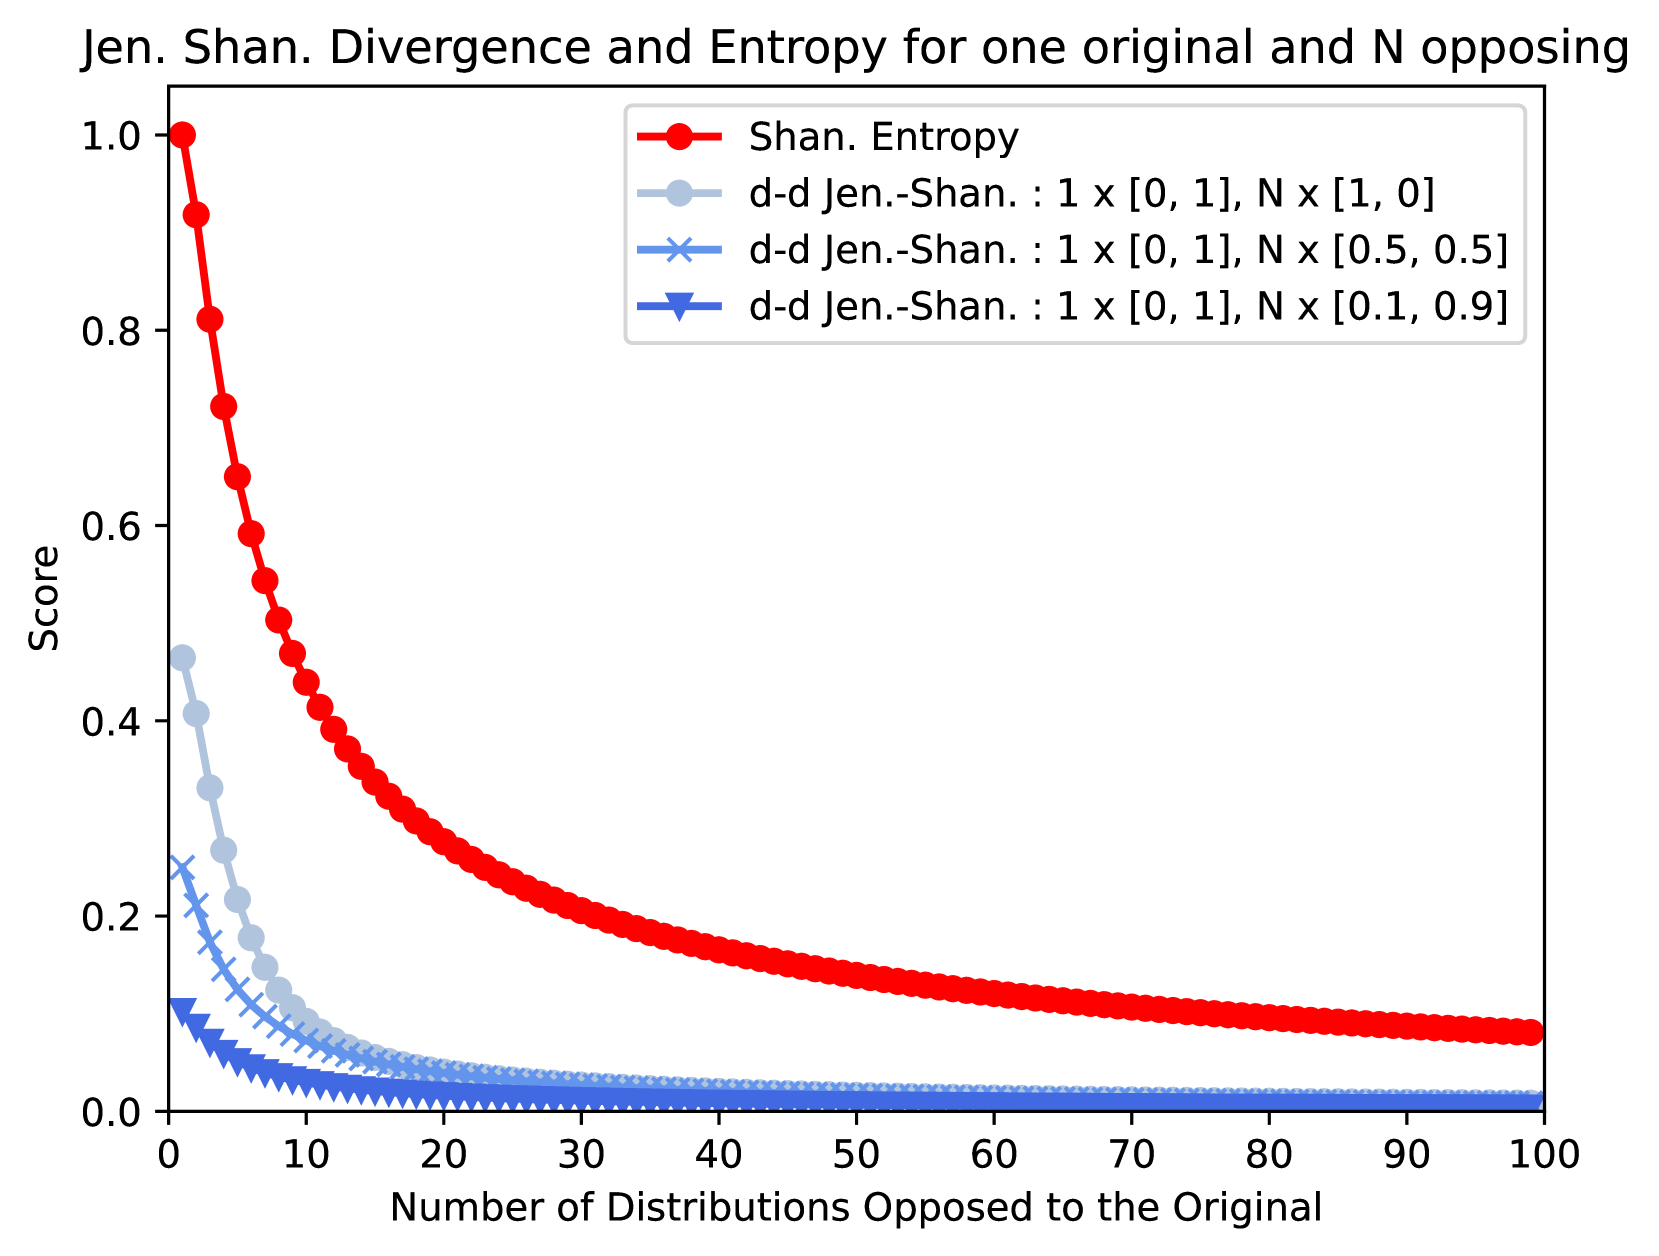 Jen. Shan. Divergence and Entropy for one original and N opposing
Shan. Entropy
d-d Jen.-Shan. : 1 x [0, 1], N x [1, 0]
d-d Jen.-Shan. : 1 x [0, 1], N x [0.5, 0.5]
d-d Jen.-Shan. : 1 x [0, 1], N x [0.1, 0.9]
1.0
0.8
0.6
0.4
0.2
0.0
Score
0 10 20 30 40 50 60 70 80 90 100
Number of Distributions Opposed to the Original